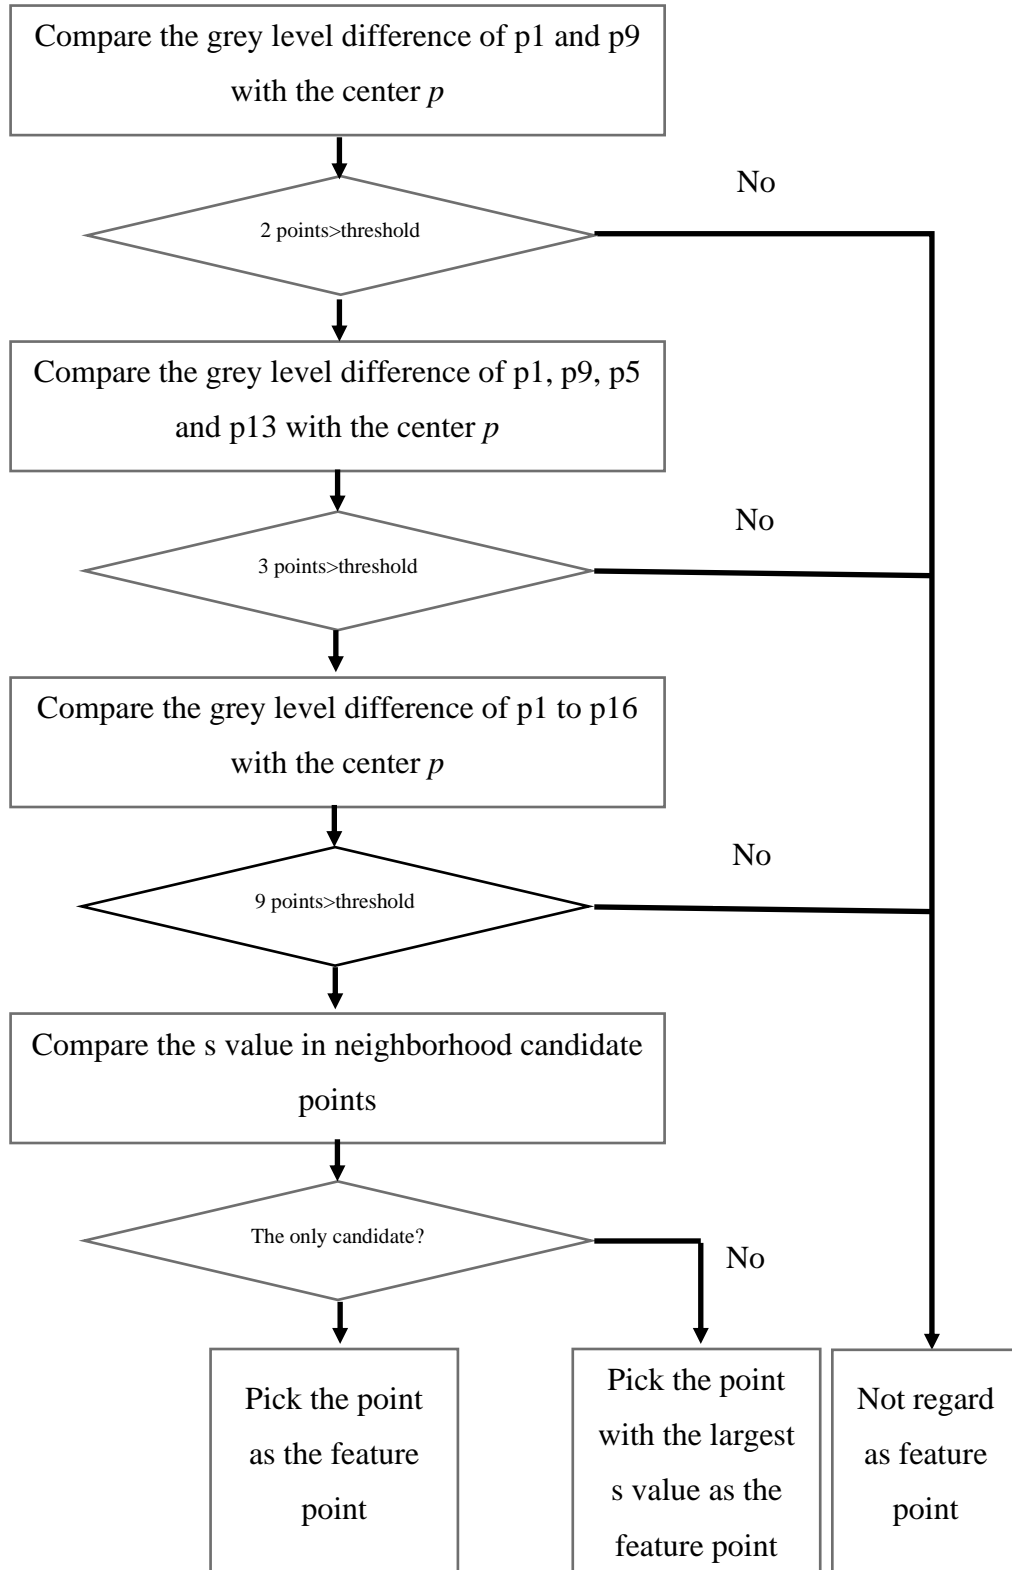 Compare the grey level difference of p1 and p9
with the center p
No
2 points>threshold
Compare the grey level difference of p1, p9, p5
and p13 with the center p
No
3 points>threshold
Compare the grey level difference of p1 to p16
with the center p
No
9 points>threshold
Compare the s value in neighborhood candidate
points
The only candidate?
No
Pick the point
as the feature
point
Pick the point
with the largest
s value as the
feature point
Not regard
as feature
point